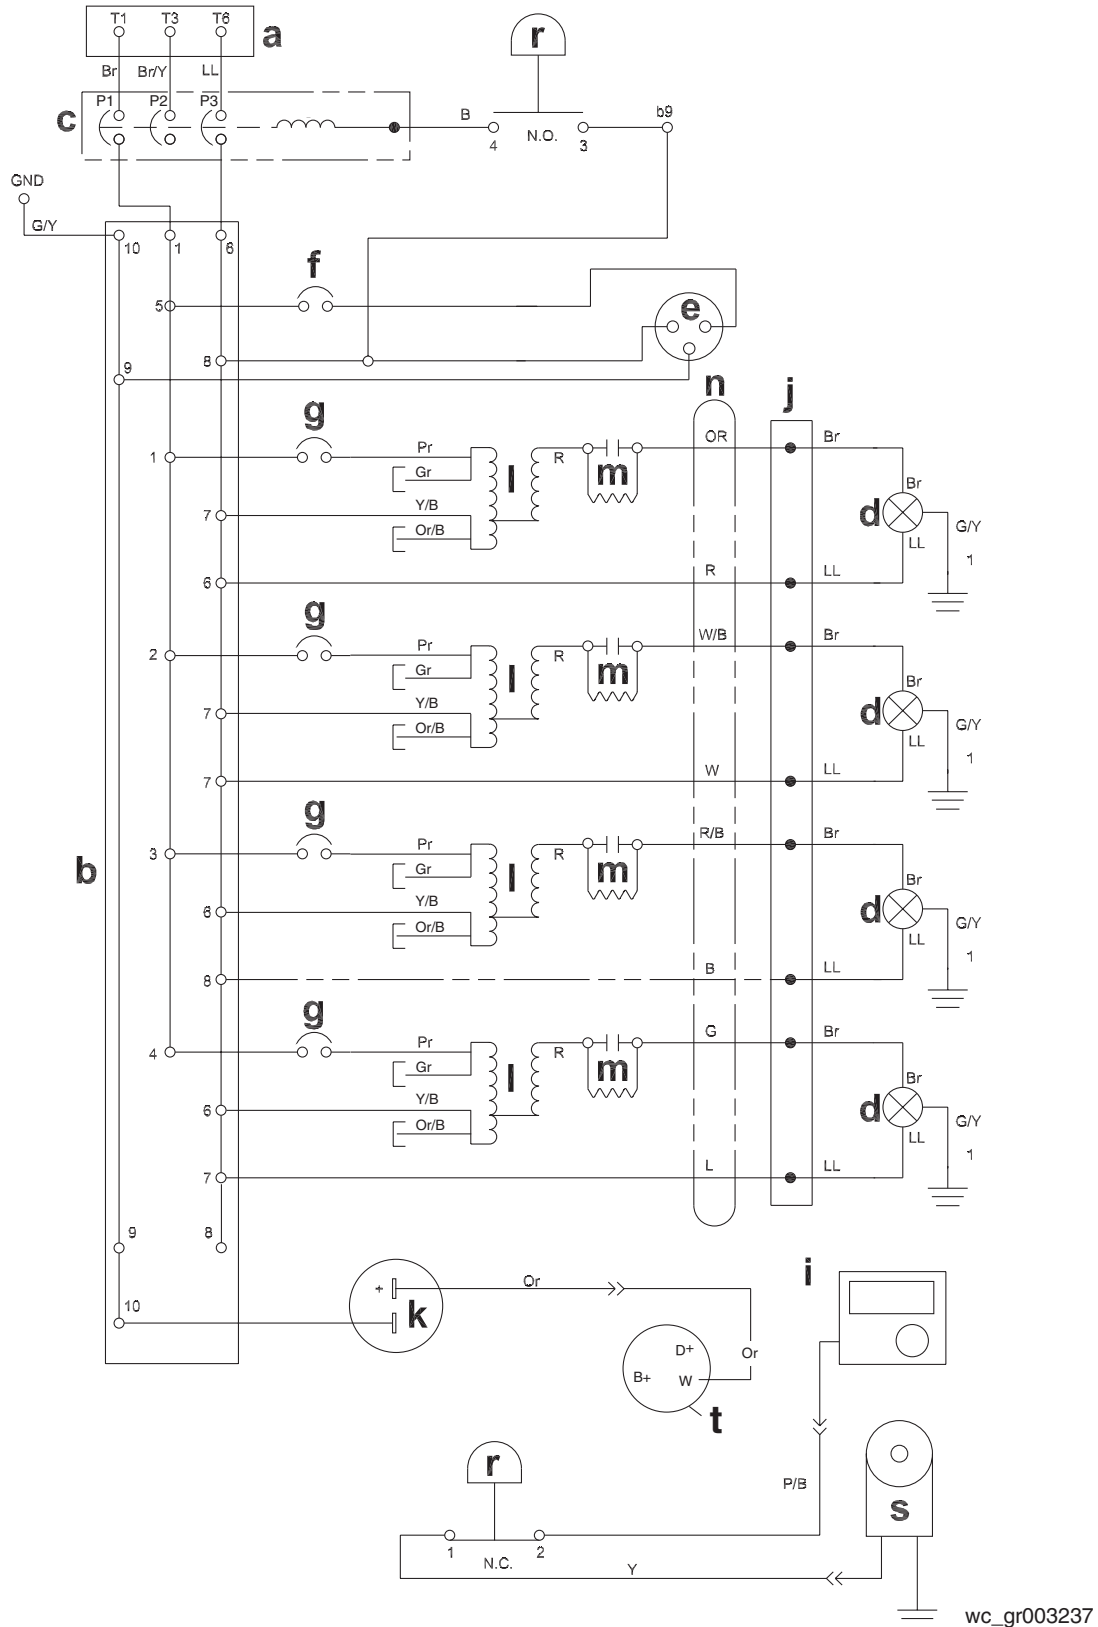 T1 T3 T6 a
r
Br Br/Y LL
P1 P2 P3
c
B b9
4 N.O. 3
GND
G/Y
10 1 6
f
5
e
8
9
n
g j
Pr R OR Br
1 Gr l m
Br
Y/B
7 d G/Y
Or/B LL
1
6 R LL
g
Pr R W/B Br
2 Gr l m
Br
Y/B
7 d G/Y
Or/B LL
1
7 W LL
g
Pr R R/B Br
3 Gr l m
b
Br
Y/B
6 d G/Y
Or/B LL
1
8 B LL
g
G Br
Pr R
4 Gr l m
Br
Y/B
6 d G/Y
Or/B LL
1
7 L LL
9 8
i
Or
+ k
10
D+
B+ W Or
t
r
P/B
s
1 N.C. 2
Y
wc_gr003237